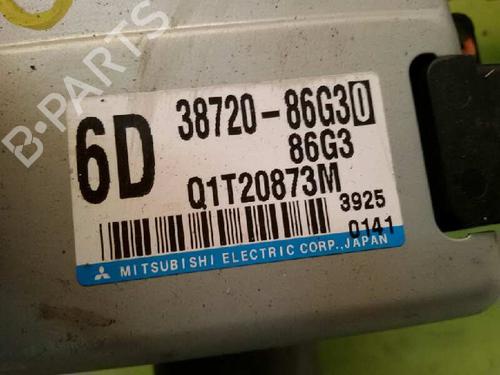 B-PARTS
6D
38720-86G30
86G3
Q1T20873M
3925
0141
MITSUBISHI ELECTRIC CORP., JAPAN